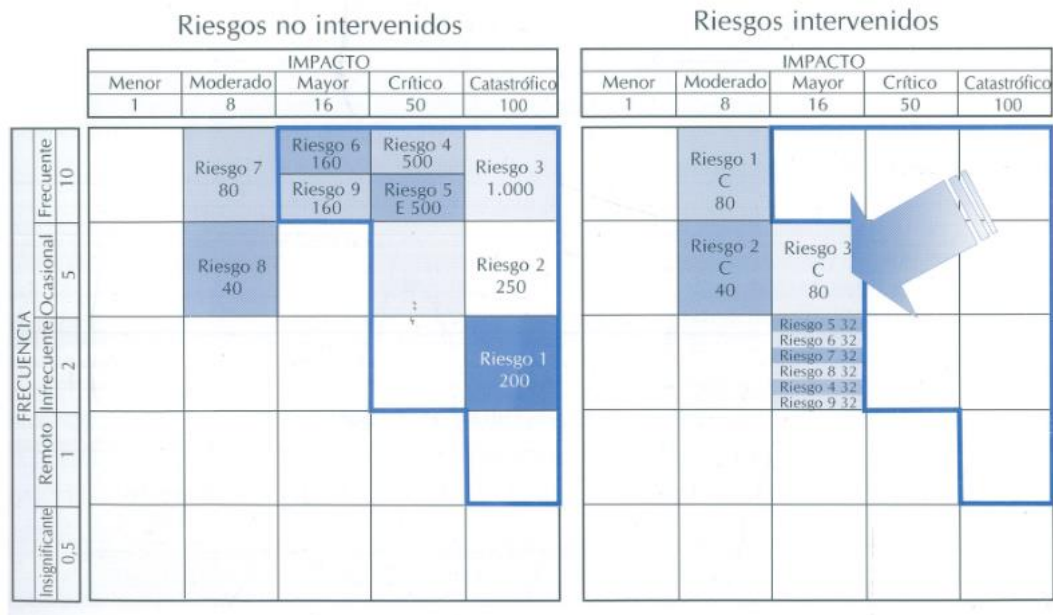 Riesgos no intervenidos
IMPACTO
Menor Moderado Mayor Crítico Catastrófico
1 8 16 50 100
FRECUENCIA
Frecuente 10
Ocasional 5
Infrecuente 2
Remoto 1
Insignificante 0,5
Riesgo 7
80
Riesgo 6
160
Riesgo 9
160
Riesgo 4
500
Riesgo 5
E 500
Riesgo 3
1.000
Riesgo 8
40
Riesgo 2
250
Riesgo 1
200
Riesgos intervenidos
IMPACTO
Menor Moderado Mayor Crítico Catastrófico
1 8 16 50 100
Riesgo 1
C
80
Riesgo 2
C
40
Riesgo 3
C
80
Riesgo 5 32
Riesgo 6 32
Riesgo 7 32
Riesgo 8 32
Riesgo 4 32
Riesgo 9 32